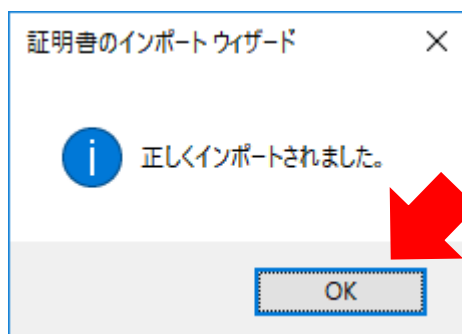 証明書のインポート ウィザード
正しくインポートされました。
OK